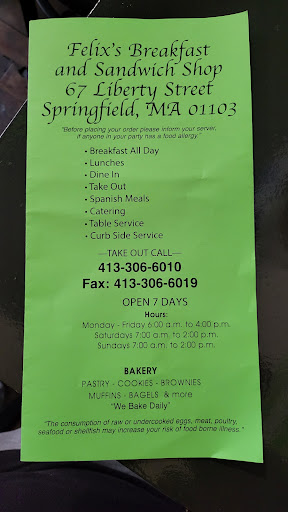 Felix's Breakfast
and Sandwich Shop
67 Liberty Street
Springfield, MA 01103
"Before placing your order please inform your server,
if anyone in your party has a food allergy."
• Breakfast All Day
• Lunches
• Dine In
• Take Out
• Spanish Meals
• Catering
• Table Service
• Curb Side Service
—TAKE OUT CALL—
413-306-6010
Fax: 413-306-6019
OPEN 7 DAYS
Hours:
Monday - Friday 6:00 a.m. to 4:00 p.m.
Saturdays 7:00 a.m. to 2:00 p.m.
Sundays 7:00 a.m. to 2:00 p.m.
BAKERY
PASTRY - COOKIES - BROWNIES
MUFFINS - BAGELS & more
"We Bake Daily"
"The consumption of raw or undercooked eggs, meat, poultry,
seafood or shellfish may increase your risk of food borne illness."